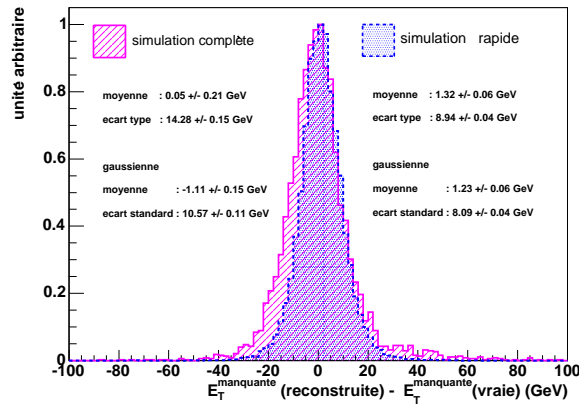 unité arbitraire
1
0.8
0.6
0.4
0.2
0
simulation complète
simulation rapide
moyenne : 0.05 +/- 0.21 GeV
ecart type : 14.28 +/- 0.15 GeV
moyenne : 1.32 +/- 0.06 GeV
ecart type : 8.94 +/- 0.04 GeV
gaussienne
moyenne : -1.11 +/- 0.15 GeV
ecart standard : 10.57 +/- 0.11 GeV
gaussienne
moyenne : 1.23 +/- 0.06 GeV
ecart standard : 8.09 +/- 0.04 GeV
-100 -80 -60 -40 -20 0 20 40 60 80 100
E_T^manquante (reconstruite) - E_T^manquante (vraie) (GeV)